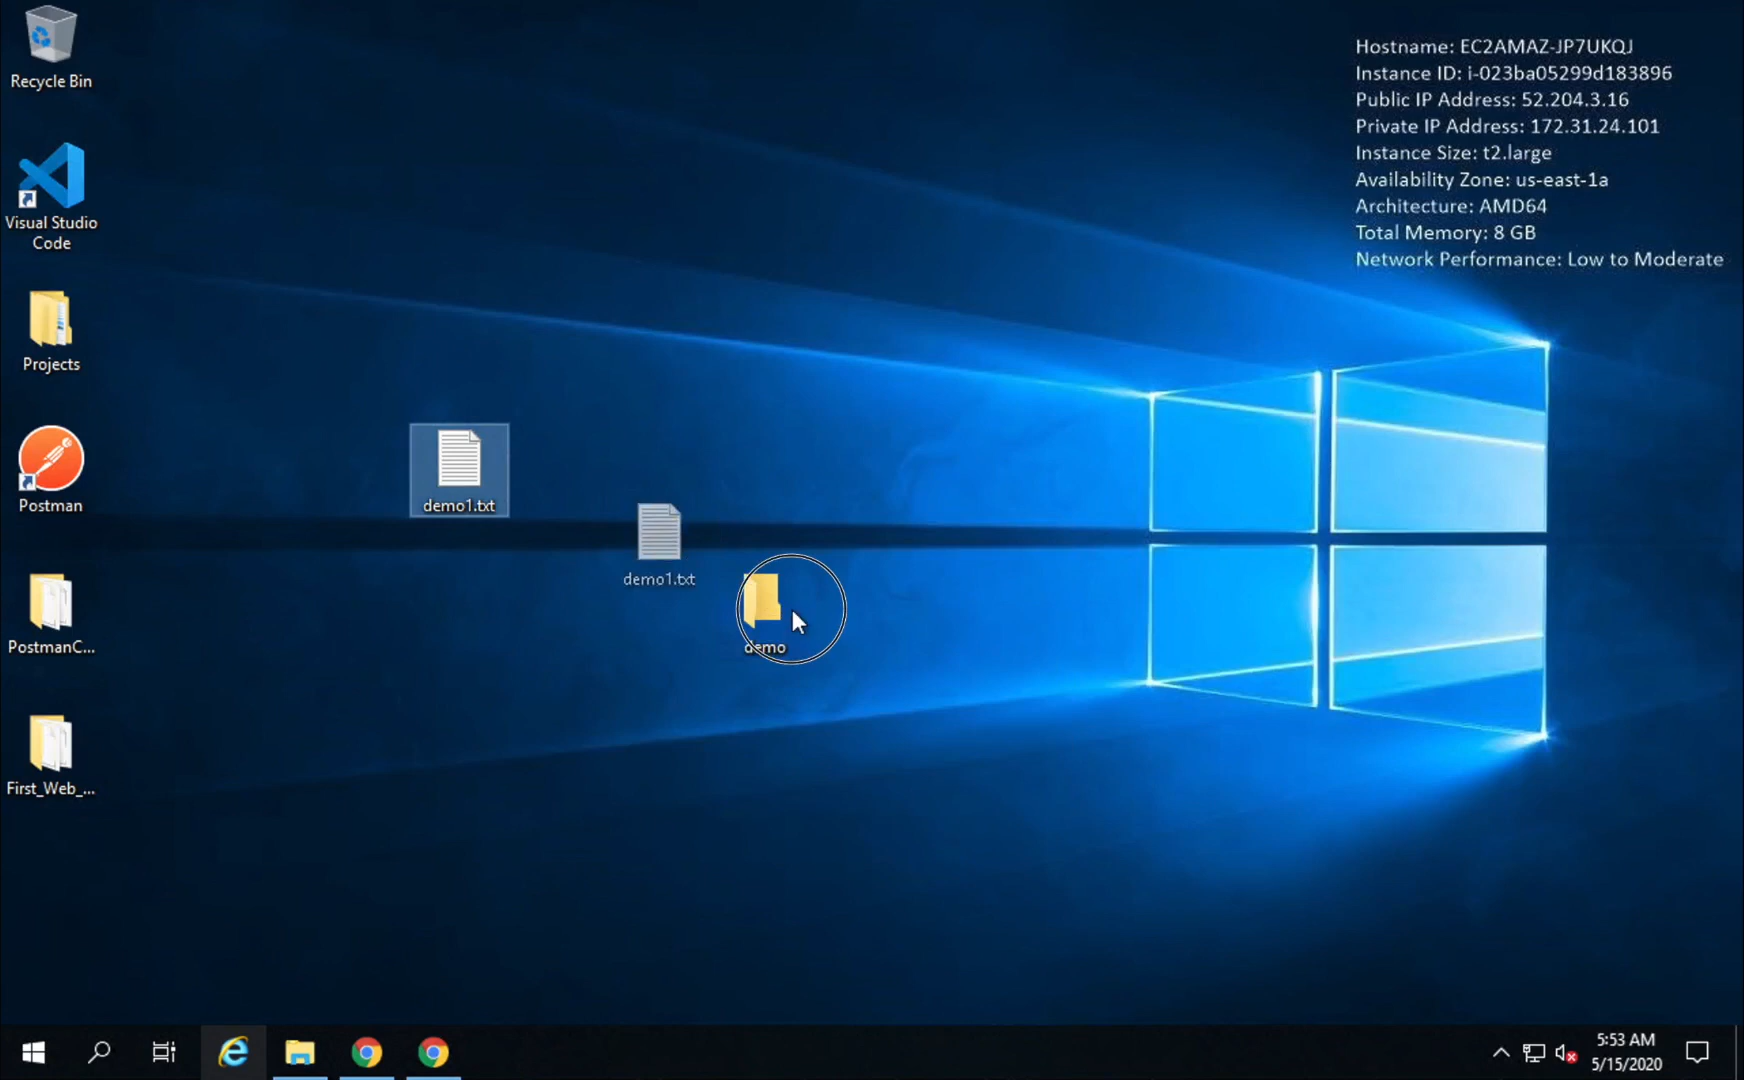 Recycle Bin
Visual Studio
Code
Projects
Postman
PostmanC...
First_Web_...
demo1.txt
demo1.txt
demo
Hostname: EC2AMAZ-JP7UKQJ
Instance ID: i-023ba05299d183896
Public IP Address: 52.204.3.16
Private IP Address: 172.31.24.101
Instance Size: t2.large
Availability Zone: us-east-1a
Architecture: AMD64
Total Memory: 8 GB
Network Performance: Low to Moderate
5:53 AM
5/15/2020